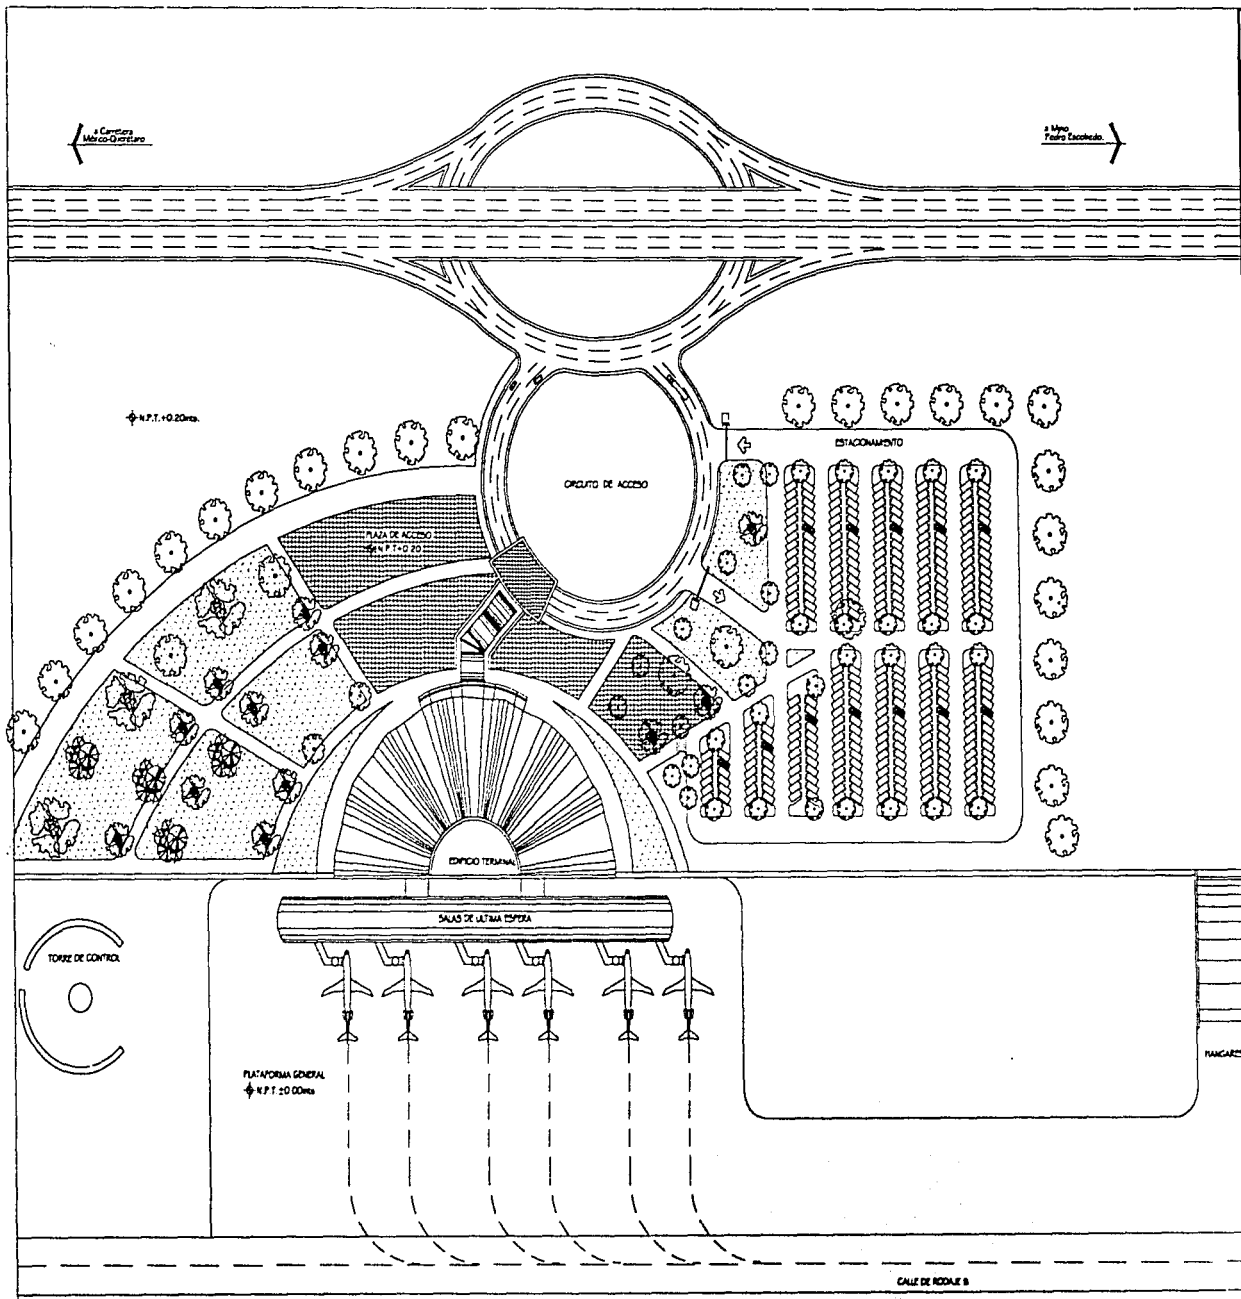 a Carretera
México-Querétaro
a Mpio
Pedro Escobedo.
N.P.T.+0.20mts.
ESTACIONAMIENTO
CIRCUITO DE ACCESO
PLAZA DE ACCESO
N.P.T+0.20
EDIFICIO TERMINAL
SALAS DE ULTIMA ESPERA
TORRE DE CONTROL
HANGARES
PLATAFORMA GENERAL
N.P.T.±0.00mts
CALLE DE RODAJE B